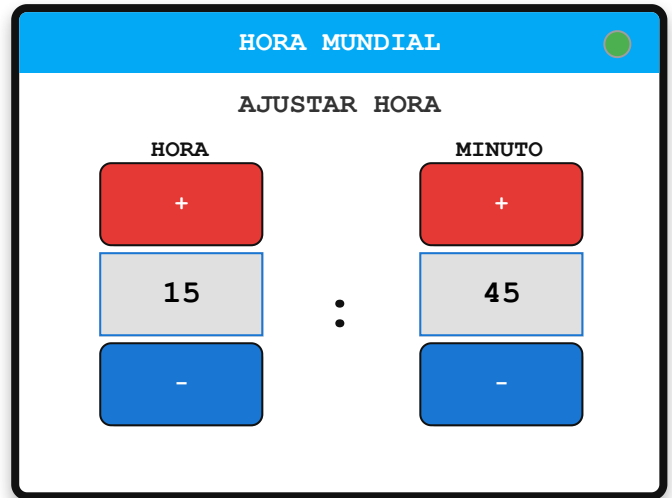 HORA MUNDIAL
AJUSTAR HORA
HORA MINUTO
+ +
15 : 45
- -